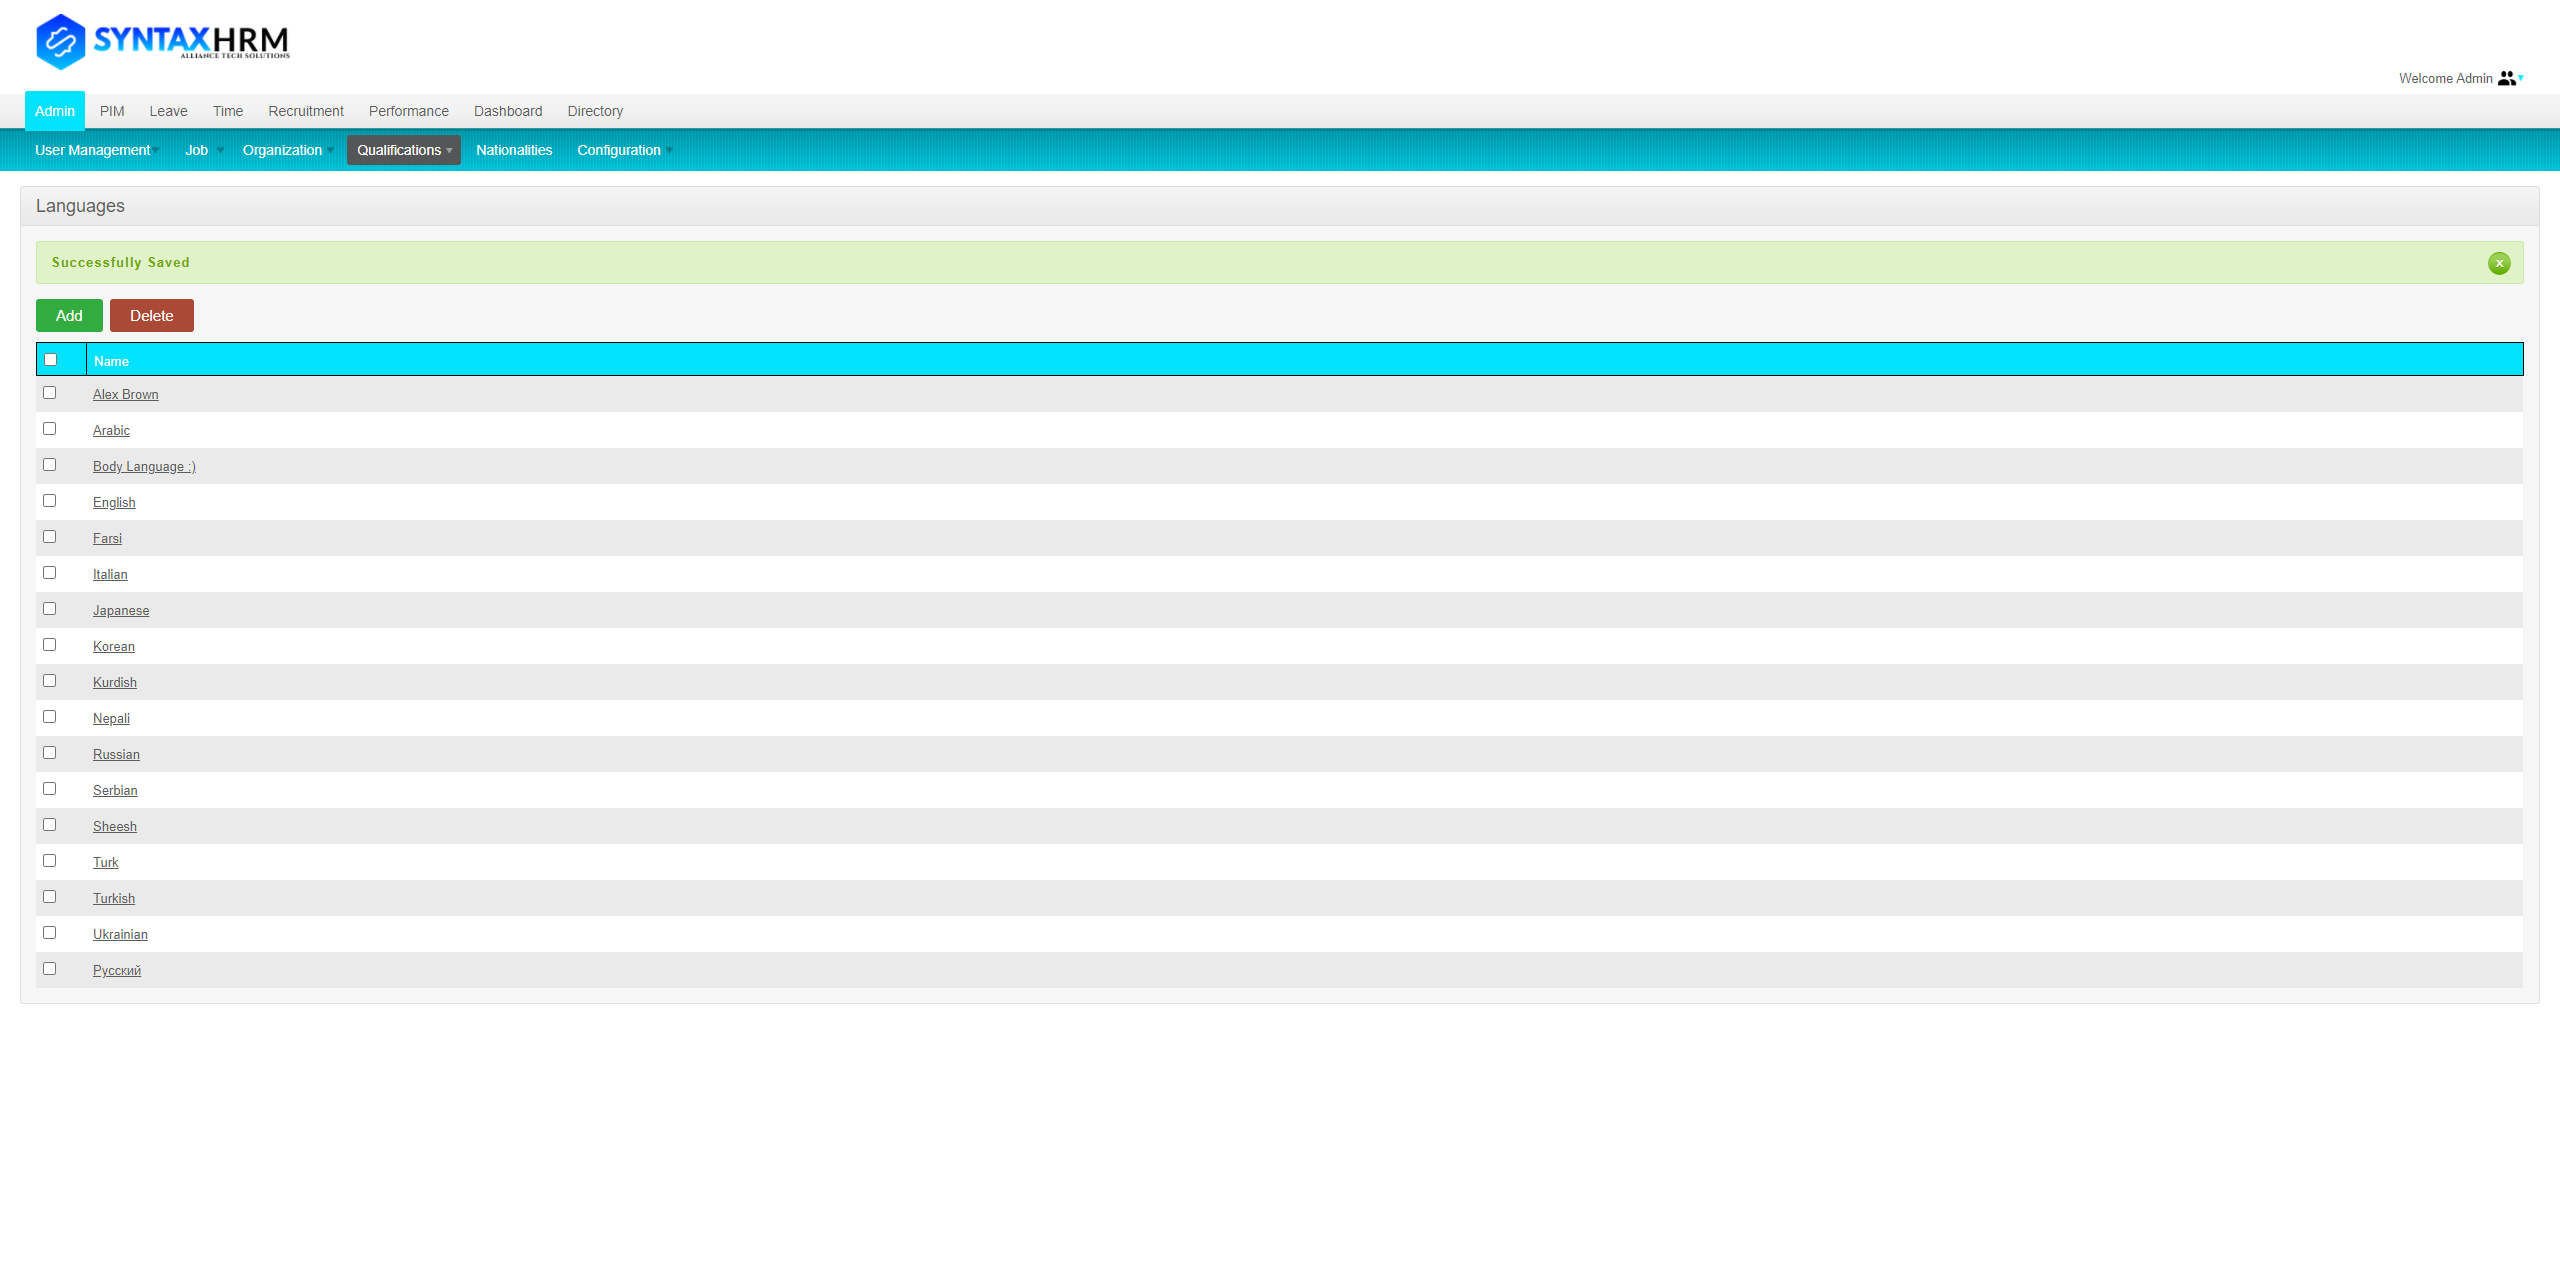 SYNTAXHRM
ALLIANCE TECH SOLUTIONS
Welcome Admin
Admin PIM Leave Time Recruitment Performance Dashboard Directory
User Management Job Organization Qualifications Nationalities Configuration
Languages
Successfully Saved
Add Delete
Name
Alex Brown
Arabic
Body Language :)
English
Farsi
Italian
Japanese
Korean
Kurdish
Nepali
Russian
Serbian
Sheesh
Turk
Turkish
Ukrainian
Русский